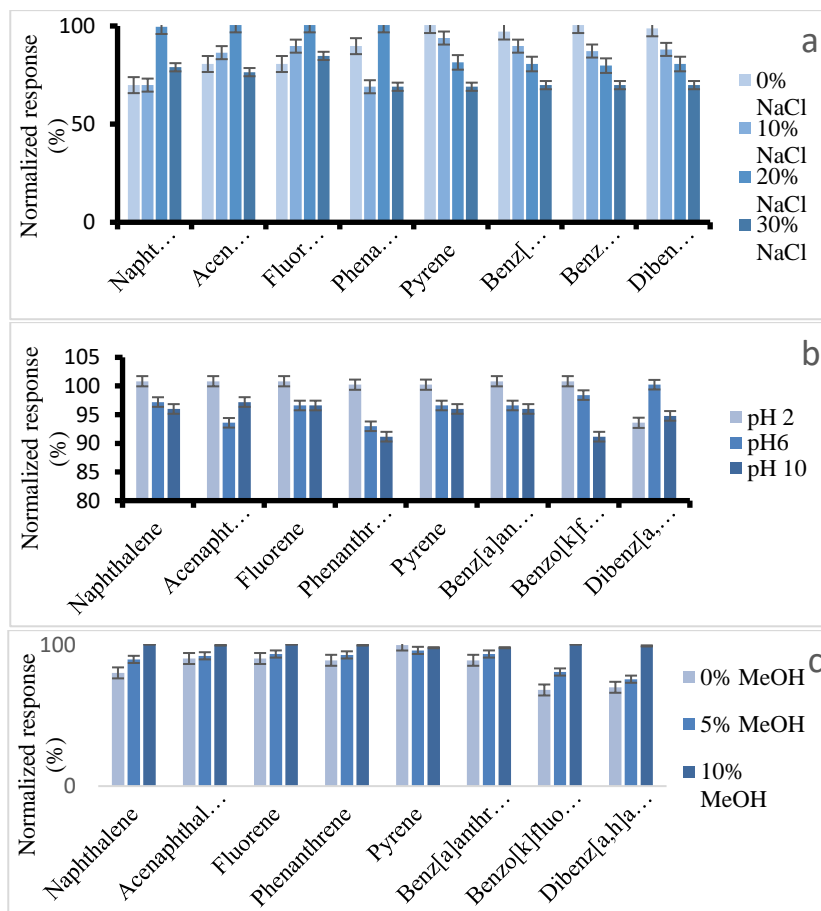 a
Normalized response
(%)
100
50
0
Napht…
Acen…
Fluor…
Phena…
Pyrene
Benz[…
Benz…
Diben…
0%
NaCl
10%
NaCl
20%
NaCl
30%
NaCl
b
Normalized response
(%)
105
100
95
90
85
80
Naphthalene
Acenapht…
Fluorene
Phenanthr…
Pyrene
Benz[a]an…
Benzo[k]f…
Dibenz[a,…
pH 2
pH6
pH 10
c
Normalized response
(%)
100
0
Naphthalene
Acenaphthal…
Fluorene
Phenanthrene
Pyrene
Benz[a]anthr…
Benzo[k]fluo…
Dibenz[a,h]a…
0% MeOH
5% MeOH
10%
MeOH